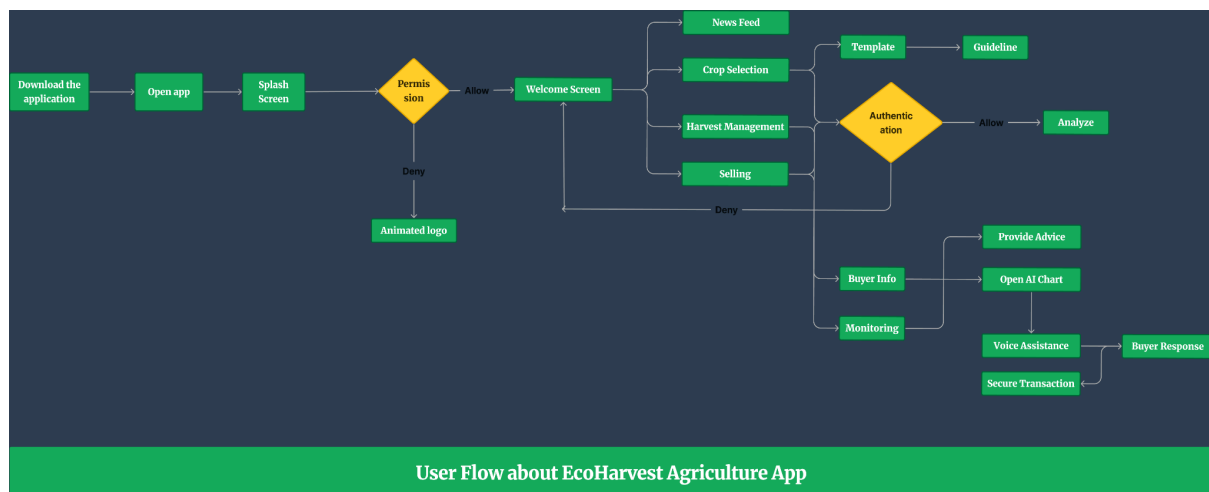 News Feed
Template
Guideline
Crop Selection
Download the
application
Open app
Splash
Screen
Permis
sion
Allow
Welcome Screen
Harvest Management
Authentic
ation
Allow
Analyze
Selling
Deny
Deny
Animated logo
Provide Advice
Buyer Info
Open AI Chart
Monitoring
Voice Assistance
Buyer Response
Secure Transaction
User Flow about EcoHarvest Agriculture App